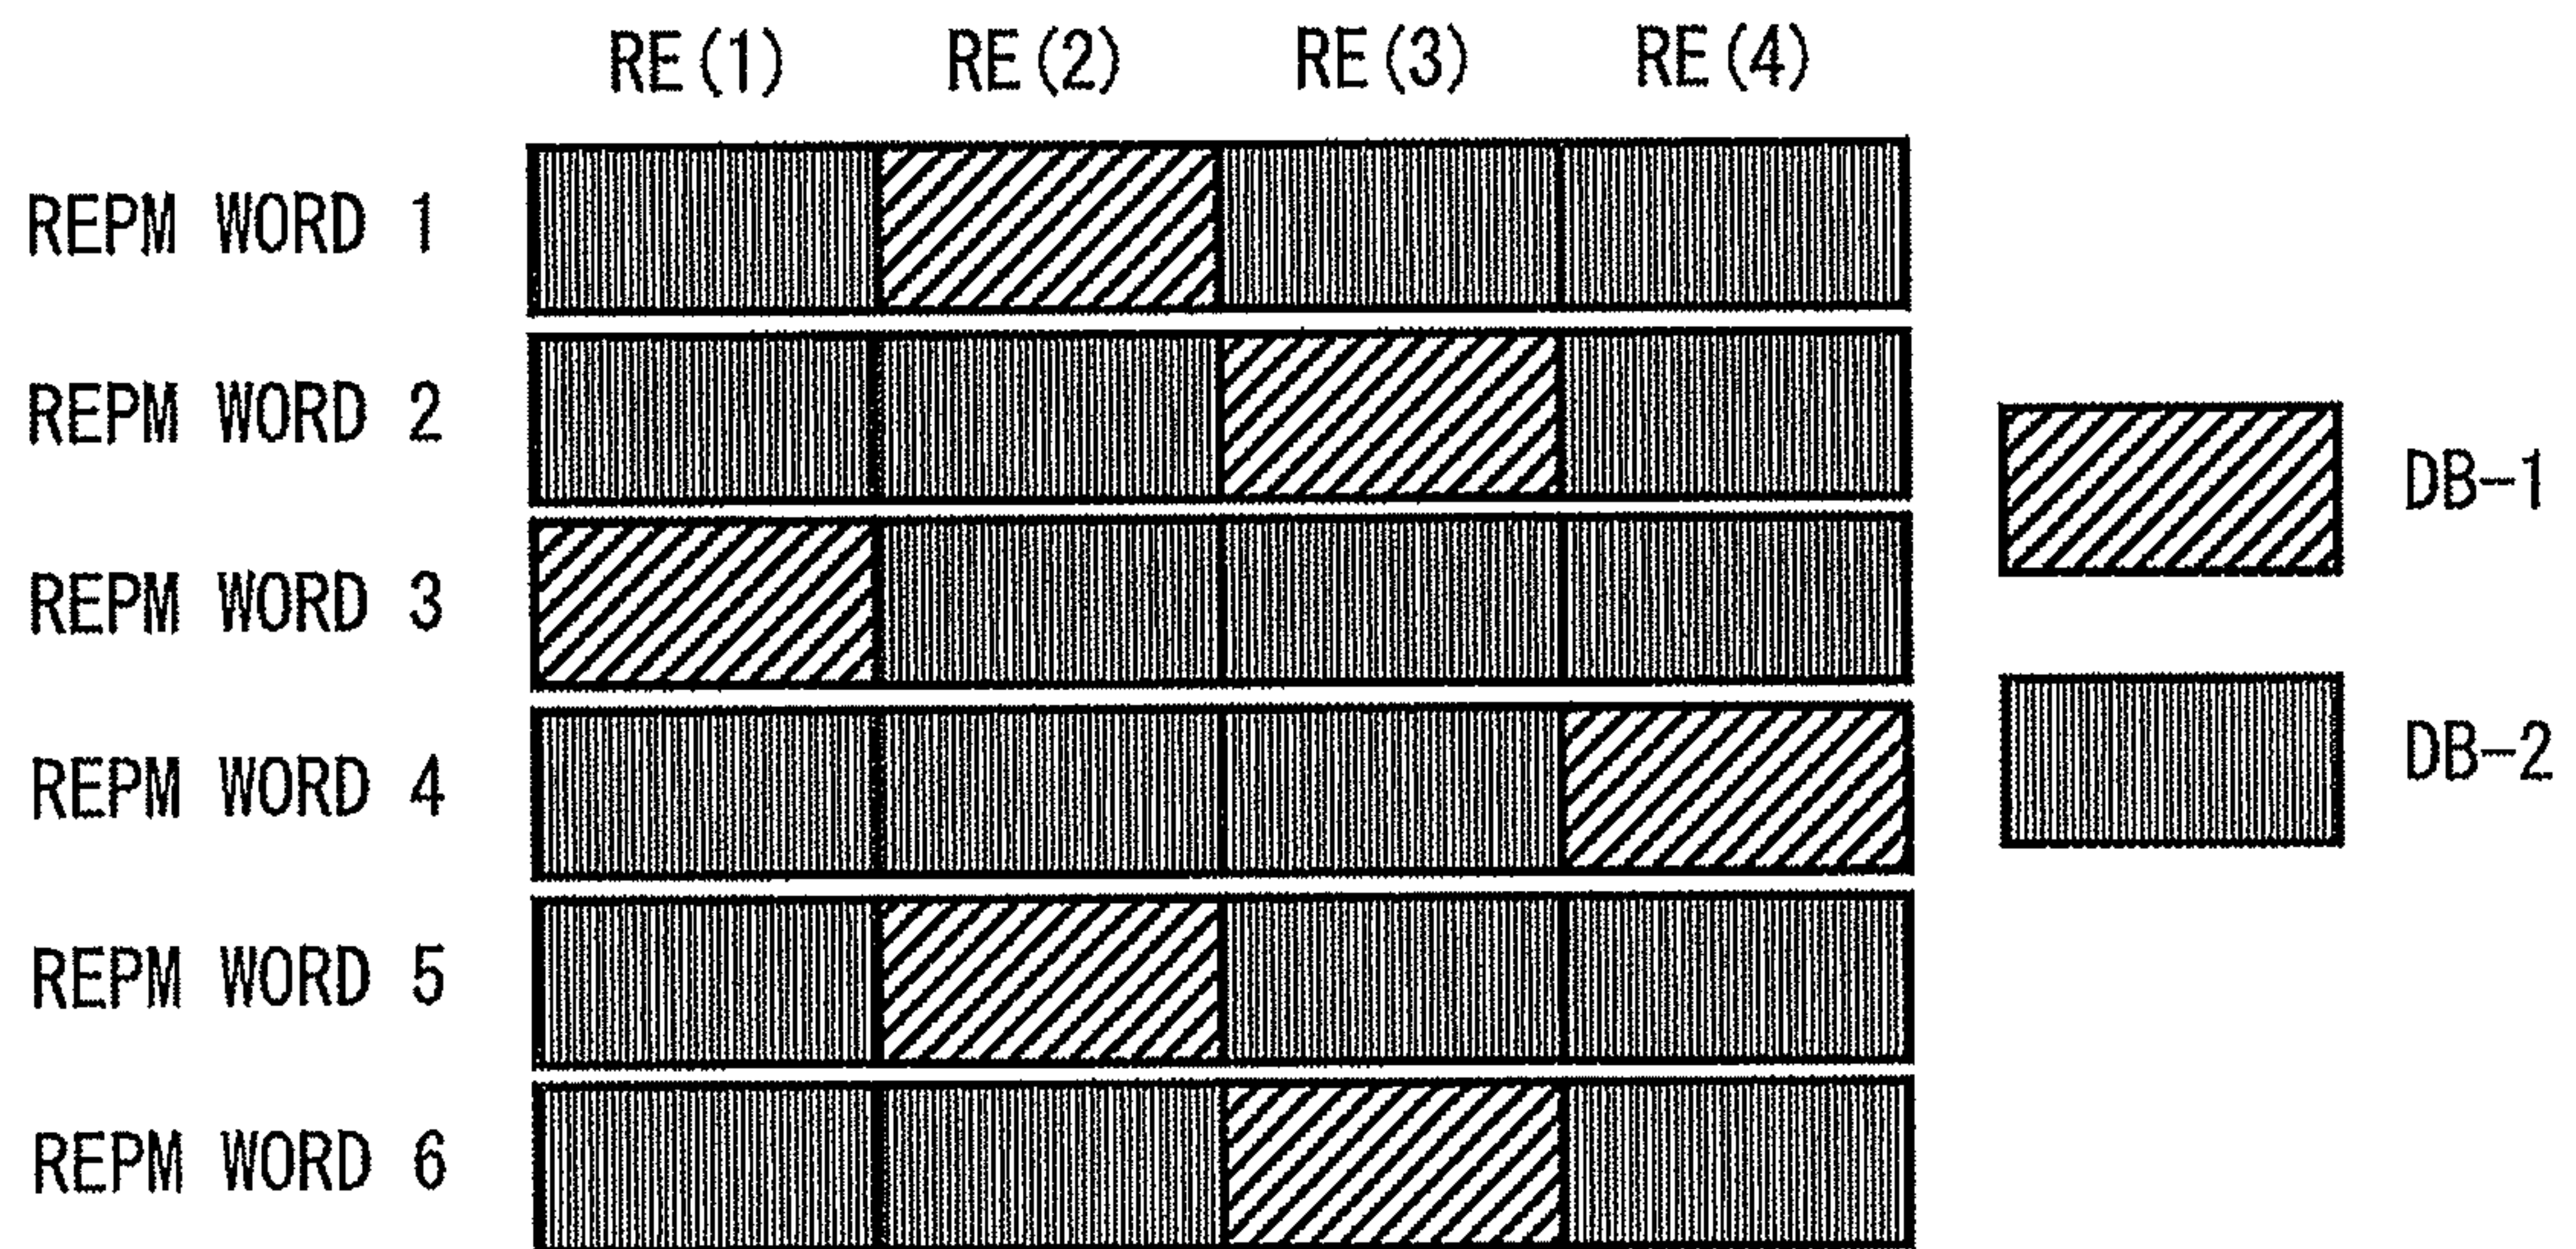 RE(1) RE(2) RE(3) RE(4)
REPM WORD 1
REPM WORD 2
REPM WORD 3
REPM WORD 4
REPM WORD 5
REPM WORD 6
DB-1
DB-2